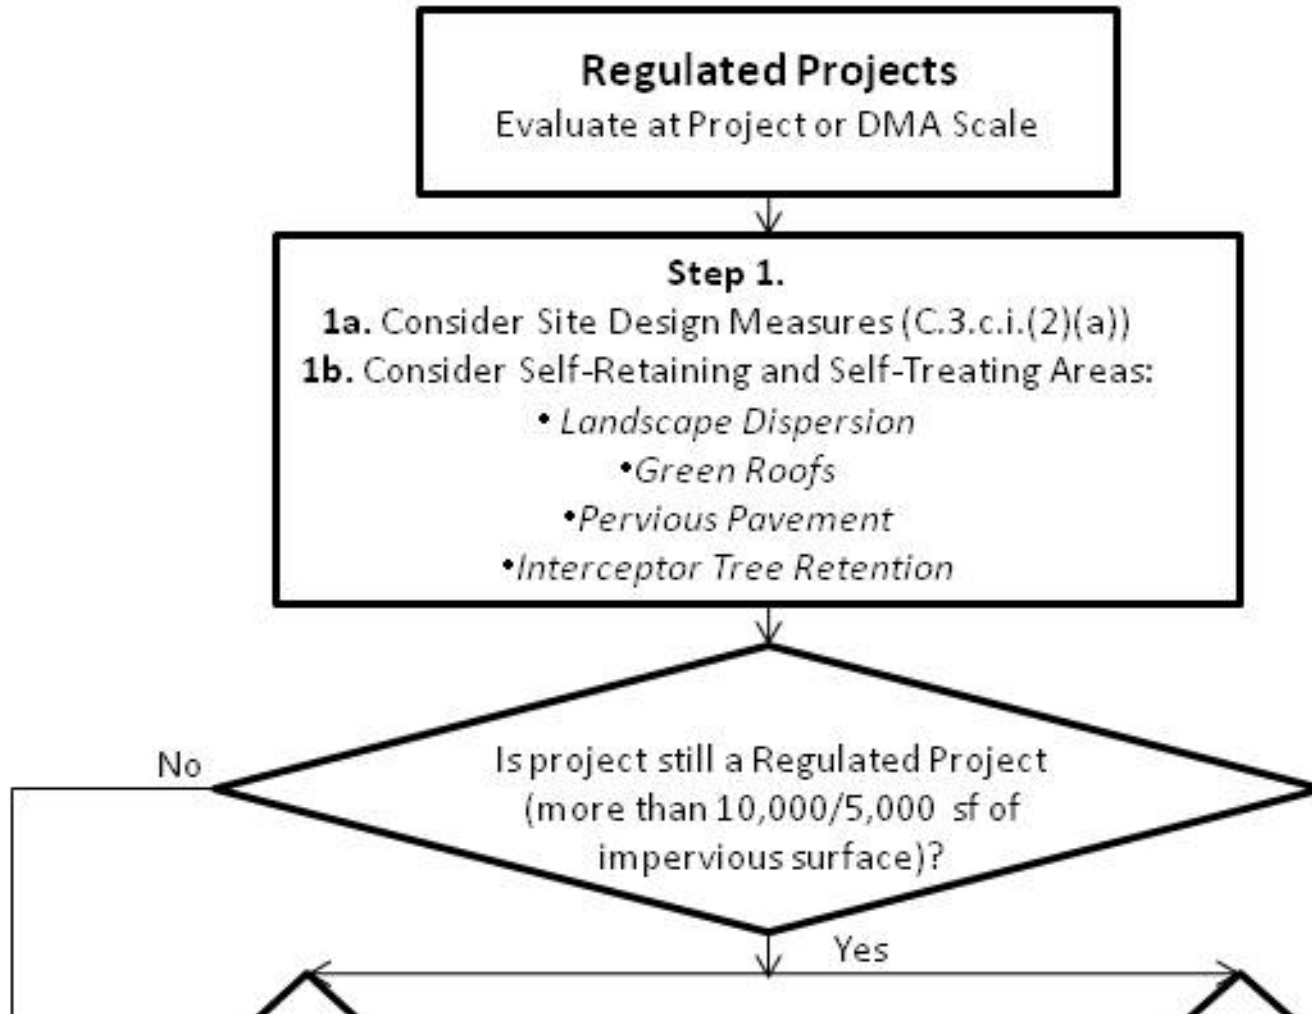 Regulated Projects
Evaluate at Project or DMA Scale
Step 1.
1a. Consider Site Design Measures (C.3.c.i.(2)(a))
1b. Consider Self-Retaining and Self-Treating Areas:
• Landscape Dispersion
•Green Roofs
•Pervious Pavement
•Interceptor Tree Retention
No
Is project still a Regulated Project
(more than 10,000/5,000 sf of
impervious surface)?
Yes